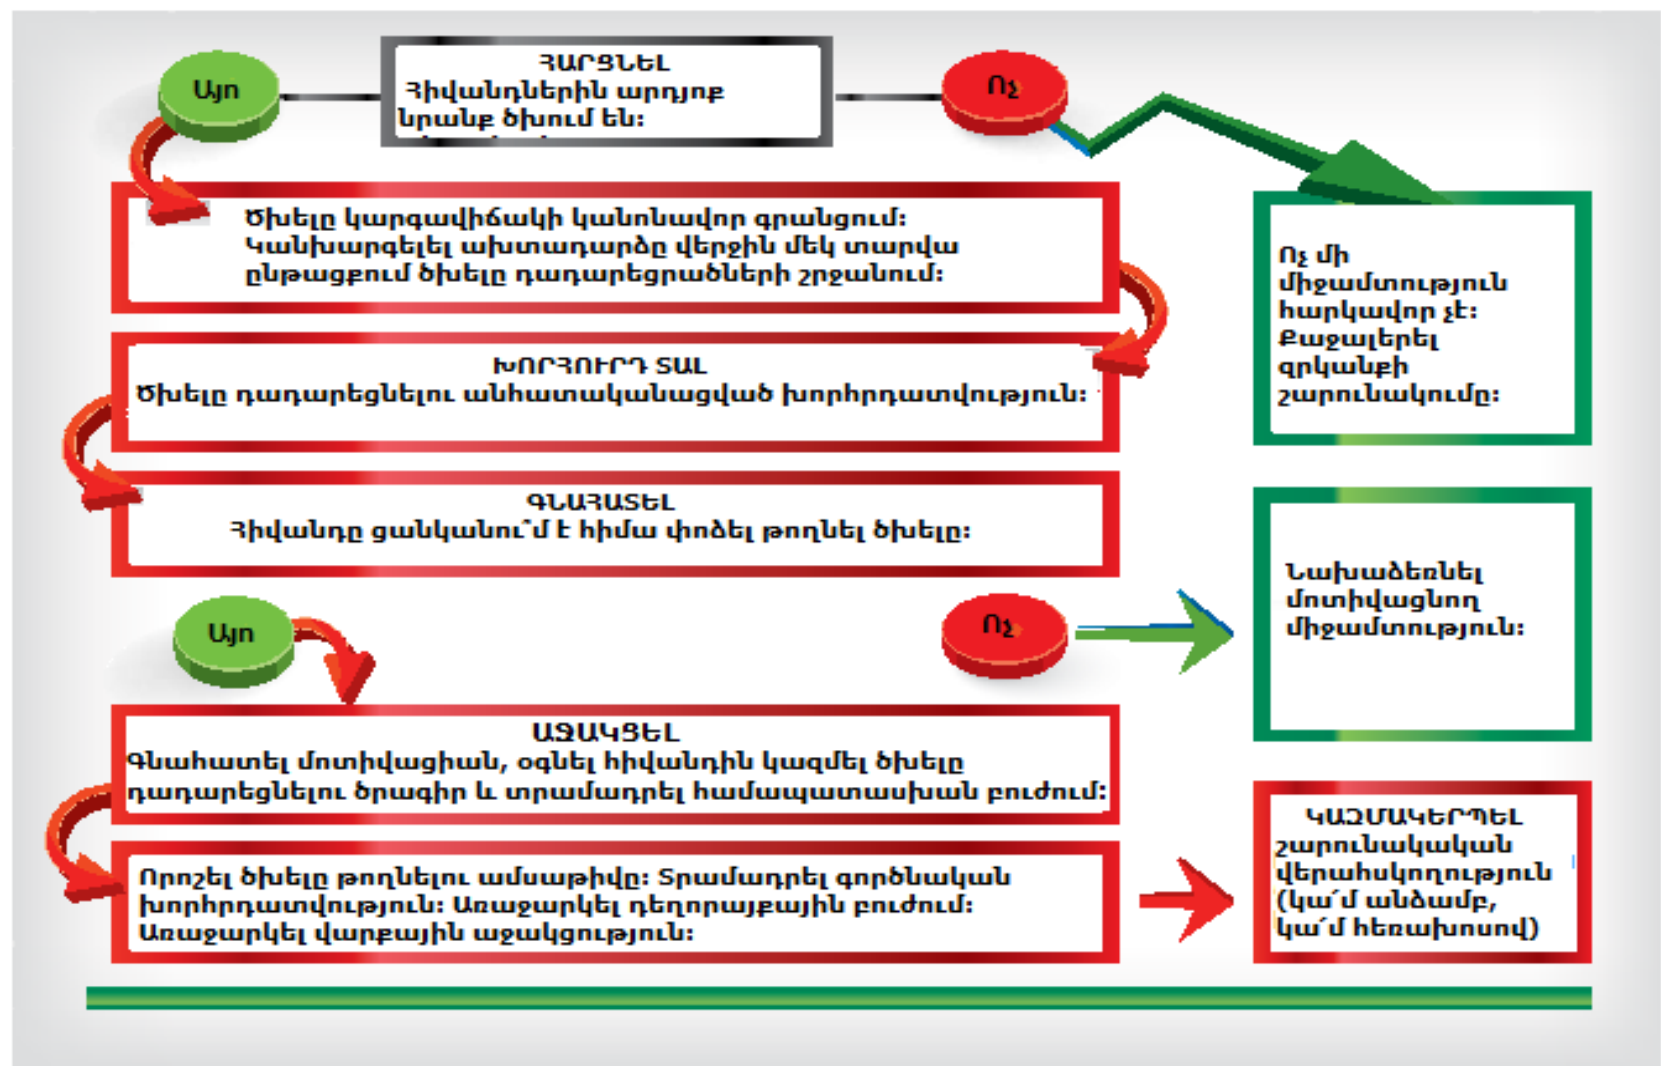 Այո
ՀԱՐՑՆԵԼ
Հիվանդներին արդյոք
նրանք ծխում են:
Ոչ
Ծխելը կարգավիճակի կանոնավոր գրանցում:
Կանխարգելել ախտադարձը վերջին մեկ տարվա
ընթացքում ծխելը դադարեցրածների շրջանում:
Ոչ մի
միջամտություն
հարկավոր չէ:
Քաջալերել
զրկանքի
շարունակումը:
ԽՈՐՀՈՒՐԴ ՏԱԼ
Ծխելը դադարեցնելու անհատականացված խորհրդատվություն:
ԳՆԱՀԱՏԵԼ
Հիվանդը ցանկանու՞մ է հիմա փոձել թողնել ծխելը:
Այո
Ոչ
Նախաձեռնել
մոտիվացնող
միջամտություն:
ԱՋԱԿՑԵԼ
Գնահատել մոտիվացիան, օգնել հիվանդին կազմել ծխելը
դադարեցնելու ծրագիր և տրամադրել համապատասխան բուժում:
Որոշել ծխելը թողնելու ամսաթիվը: Տրամադրել գործնական
խորհրդատվություն: Առաջարկել դեղորայքային բուժում:
Առաջարկել վարքային աջակցություն:
ԿԱԶՄԱԿԵՐՊԵԼ
շարունակական
վերահսկողություն
(կա՛մ անձամբ,
կա՛մ հեռախոսով)